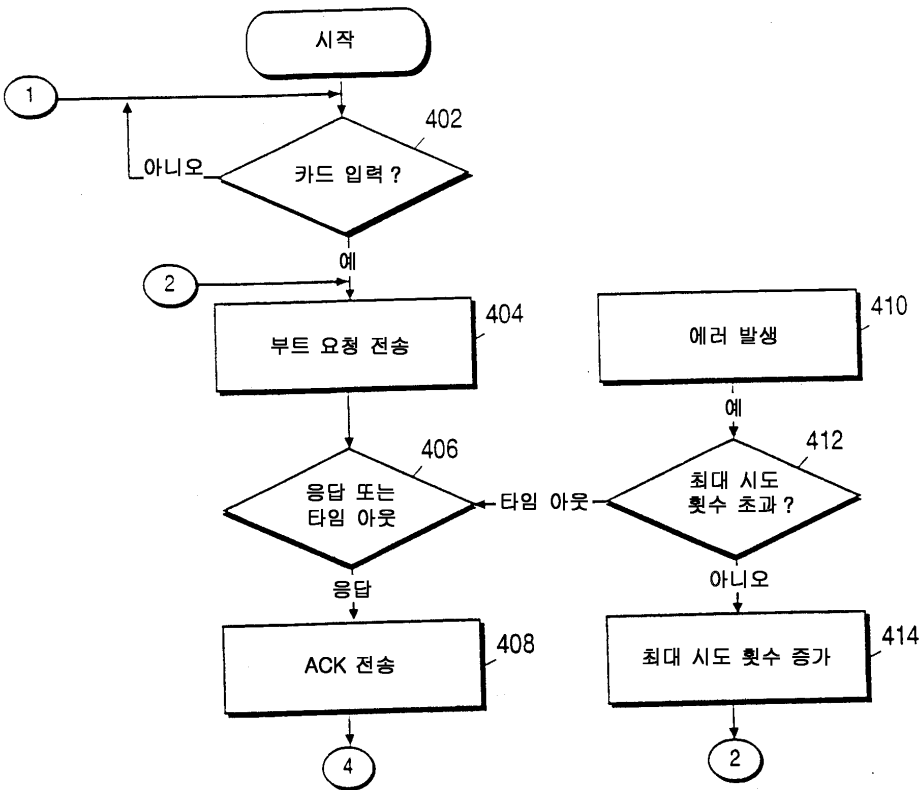 시작
1
402
카드 입력 ?
아니오
예
2
404
부트 요청 전송
410
에러 발생
예
406
응답 또는
타임 아웃
타임 아웃
412
최대 시도
횟수 초과 ?
응답
아니오
408
ACK 전송
414
최대 시도 횟수 증가
4
2